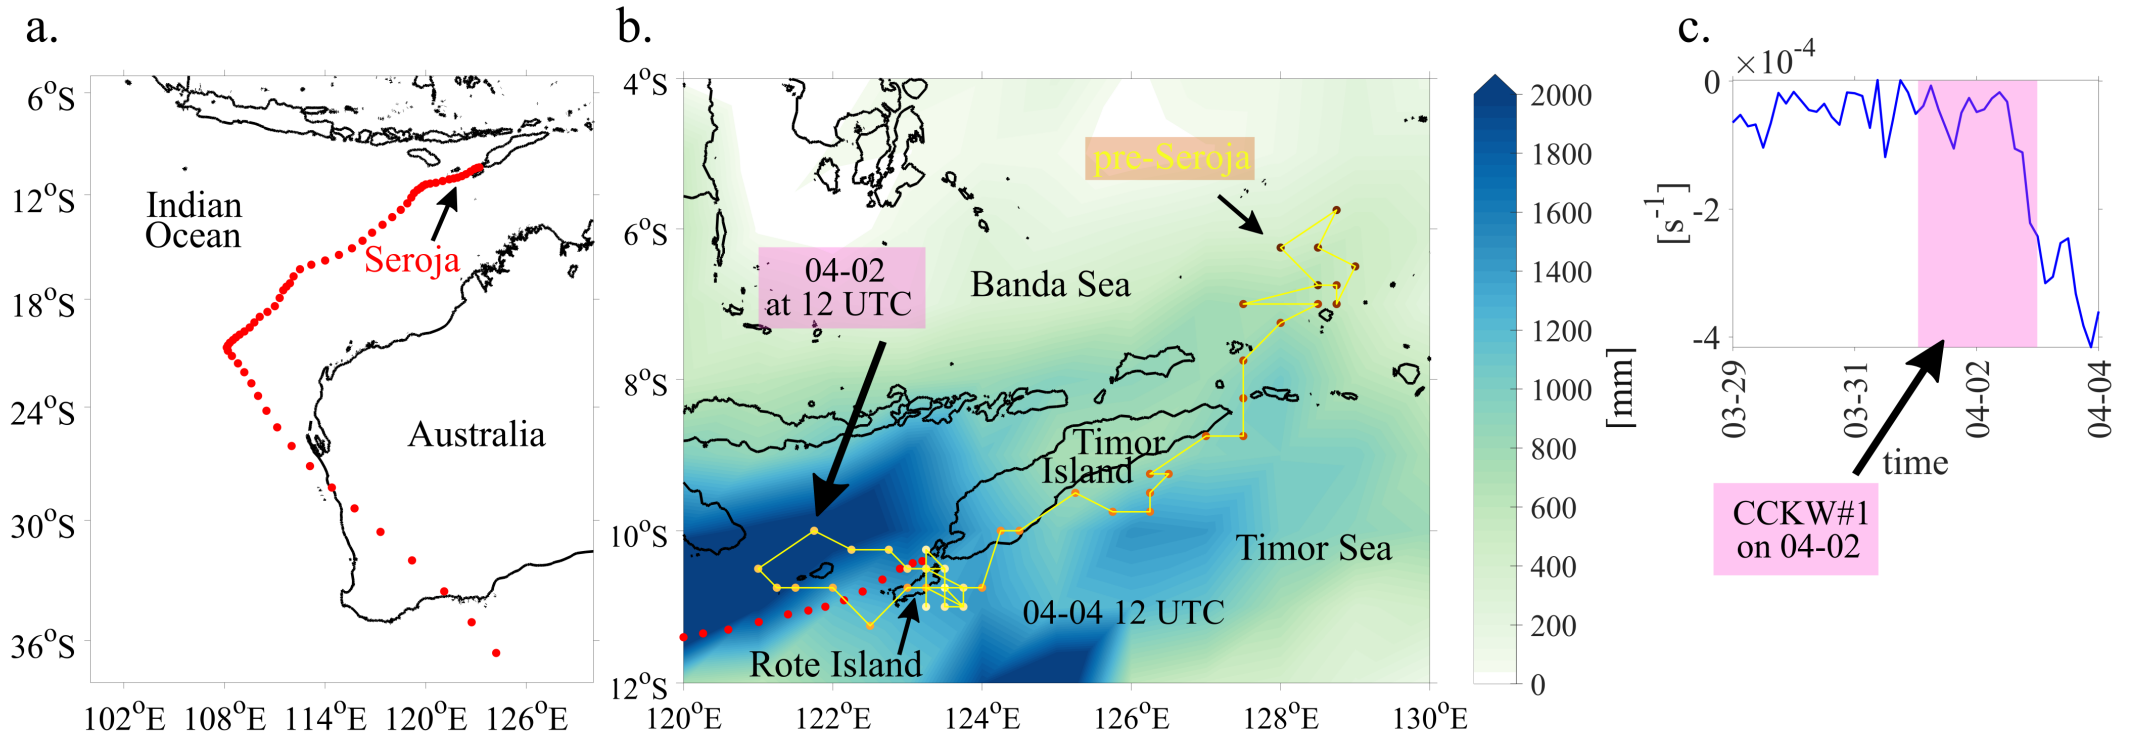 a.
6°S
12°S
18°S
24°S
30°S
36°S
102°E 108°E 114°E 120°E 126°E
Indian
Ocean
Seroja
Australia
b.
4°S
6°S
8°S
10°S
12°S
120°E 122°E 124°E 126°E 128°E 130°E
pre-Seroja
04-02
at 12 UTC
Banda Sea
Timor
Island
Timor Sea
04-04 12 UTC
Rote Island
2000
1800
1600
1400
1200
1000
800
600
400
200
0
[mm]
c.
×10⁻⁴
0
-2
-4
[s⁻¹]
03-29
03-31
04-02
04-04
time
CCKW#1
on 04-02